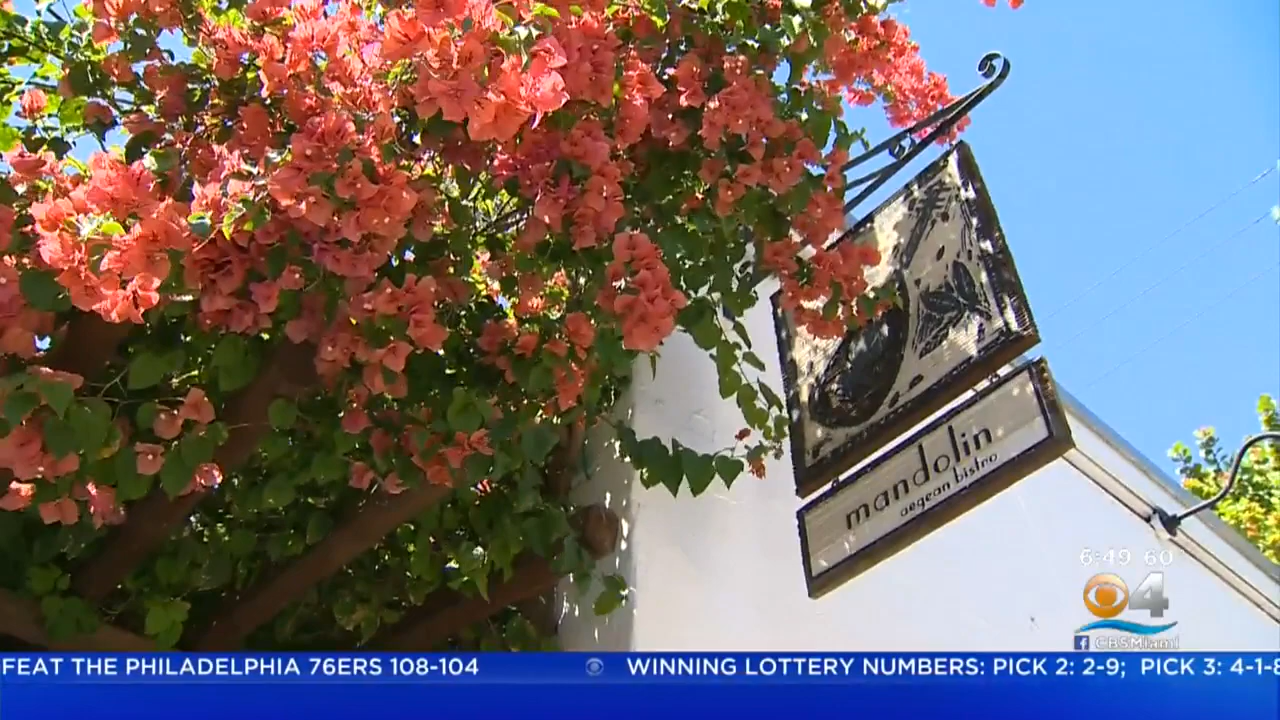 mandolin
aegean bistro
6:49 60
4
CBSMiami
FEAT THE PHILADELPHIA 76ERS 108-104 WINNING LOTTERY NUMBERS: PICK 2: 2-9; PICK 3: 4-1-8